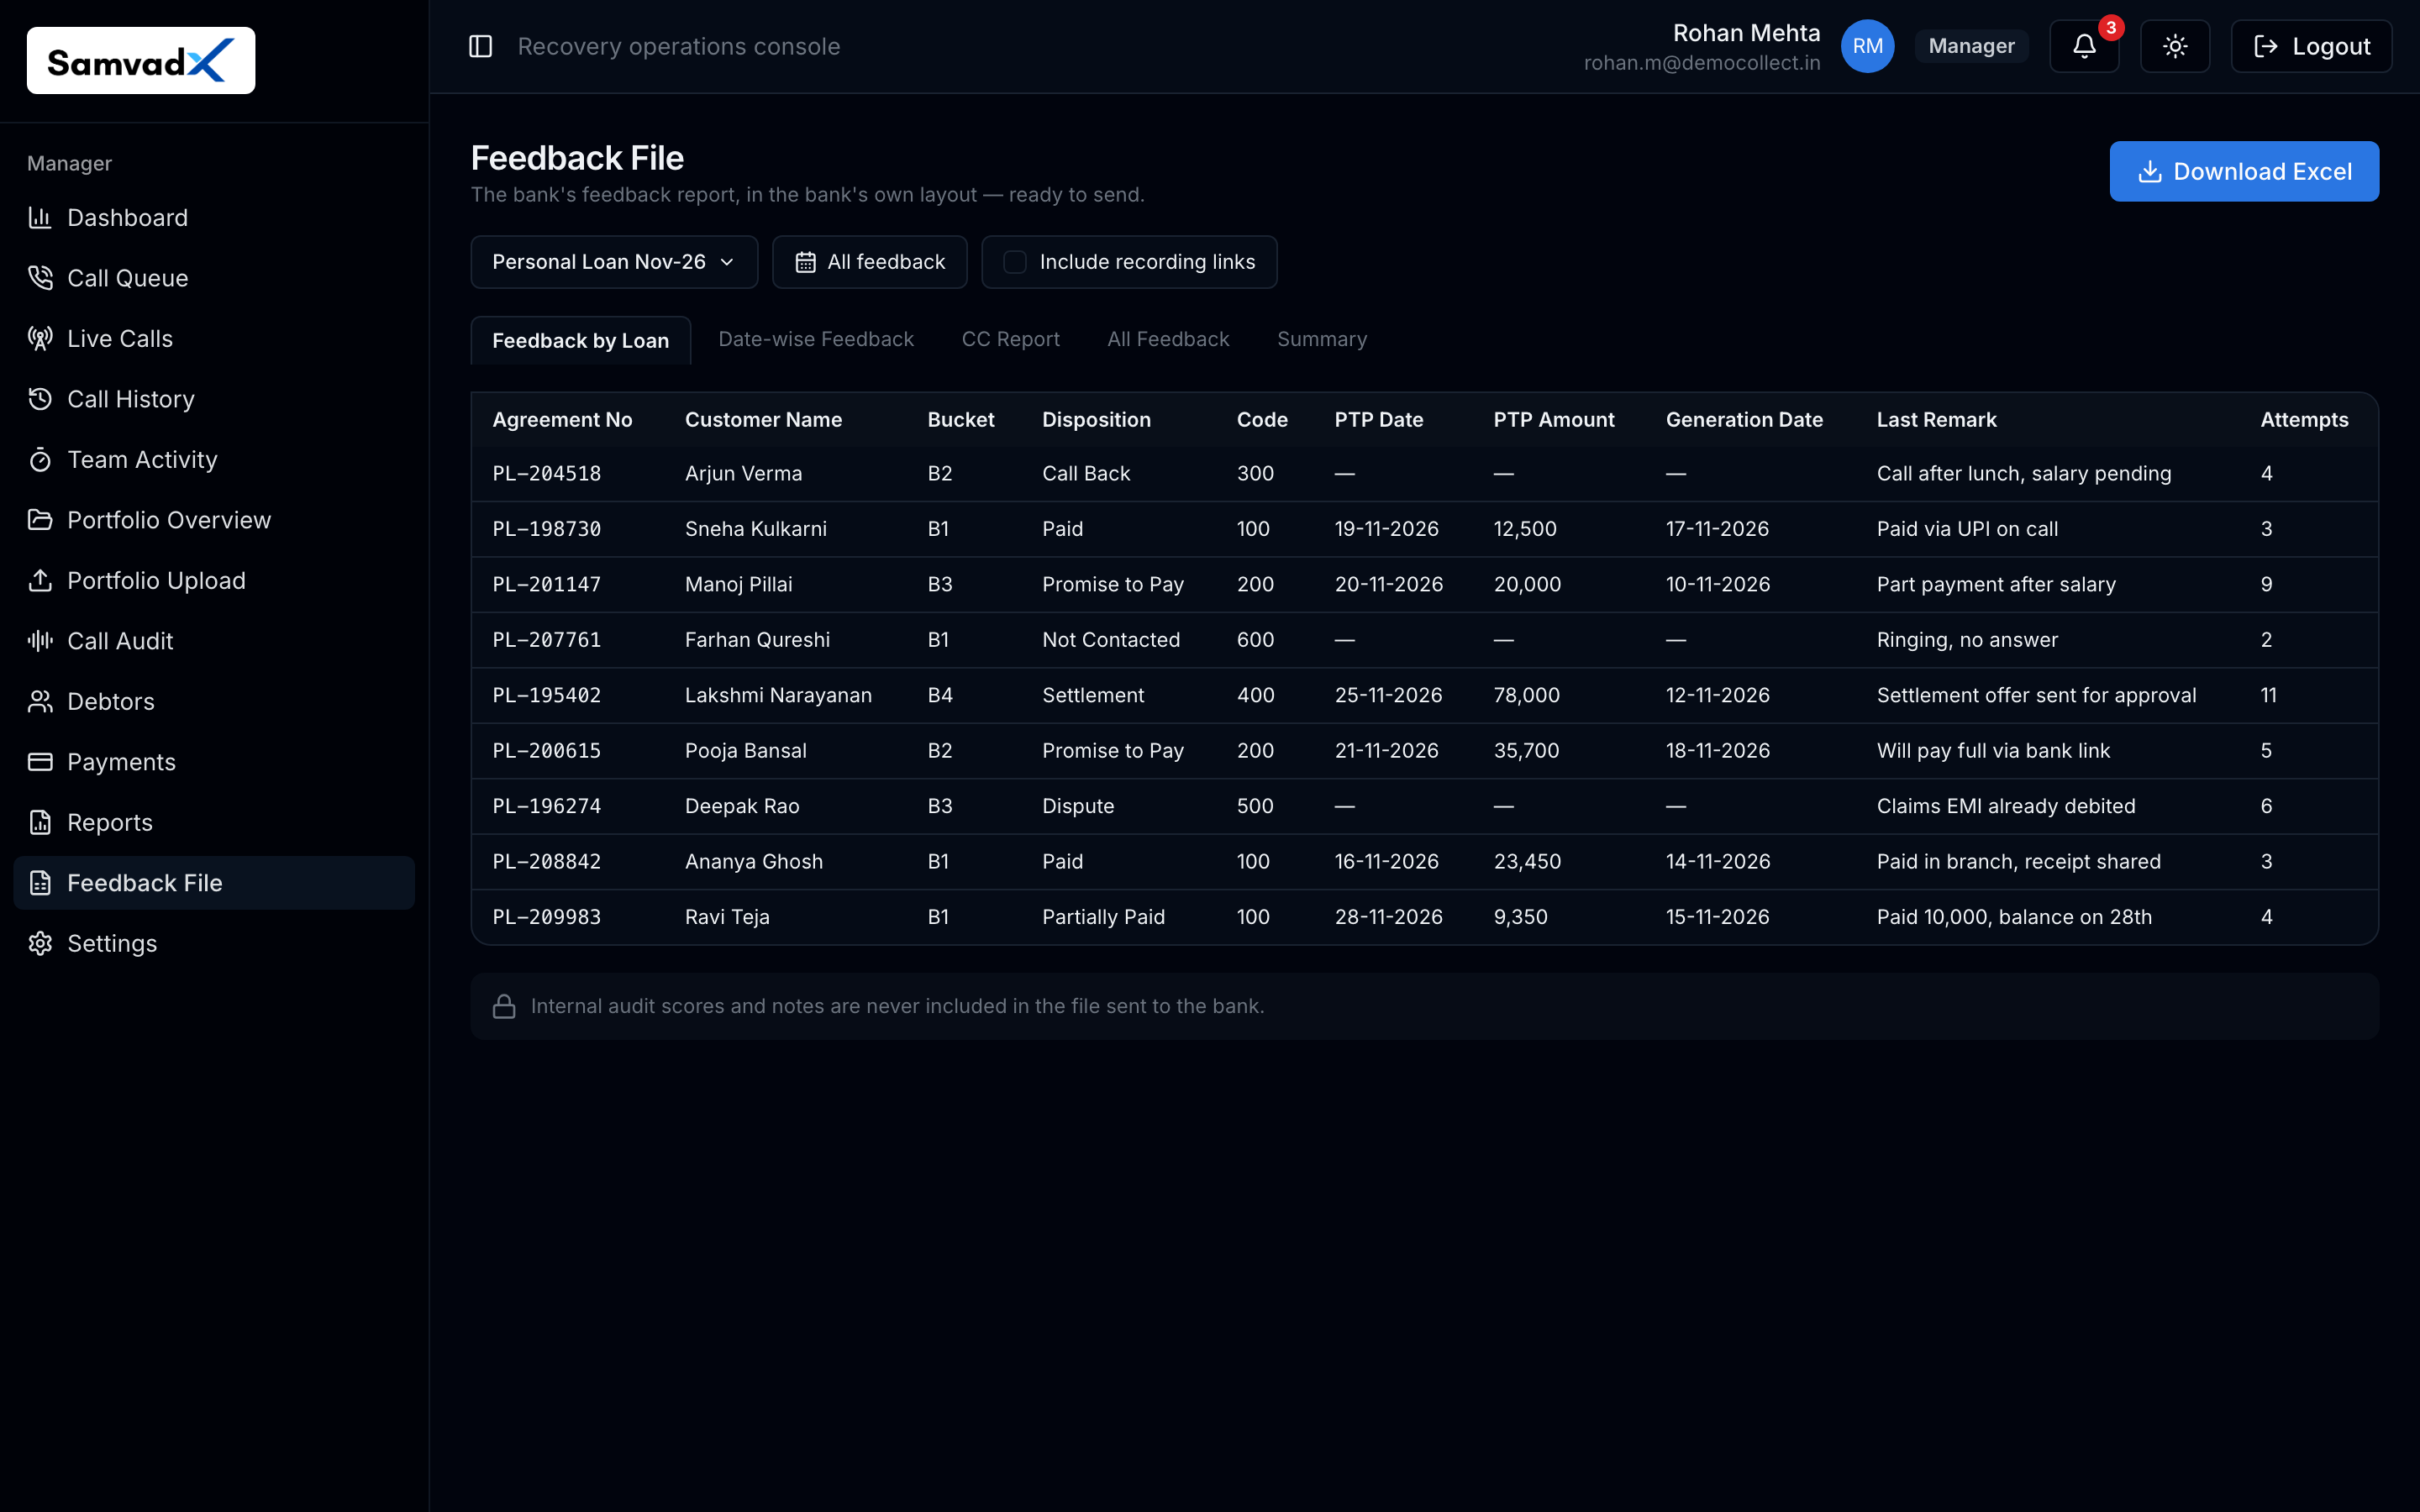 SamvadX
Recovery operations console
Rohan Mehta
rohan.m@democollect.in
RM
Manager
3
Logout
Manager
Dashboard
Call Queue
Live Calls
Call History
Team Activity
Portfolio Overview
Portfolio Upload
Call Audit
Debtors
Payments
Reports
Feedback File
Settings
Feedback File
The bank's feedback report, in the bank's own layout — ready to send.
Download Excel
Personal Loan Nov-26 All feedback Include recording links
Feedback by Loan Date-wise Feedback CC Report All Feedback Summary
Agreement No Customer Name Bucket Disposition Code PTP Date PTP Amount Generation Date Last Remark Attempts
PL-204518 Arjun Verma B2 Call Back 300 — — — Call after lunch, salary pending 4
PL-198730 Sneha Kulkarni B1 Paid 100 19-11-2026 12,500 17-11-2026 Paid via UPI on call 3
PL-201147 Manoj Pillai B3 Promise to Pay 200 20-11-2026 20,000 10-11-2026 Part payment after salary 9
PL-207761 Farhan Qureshi B1 Not Contacted 600 — — — Ringing, no answer 2
PL-195402 Lakshmi Narayanan B4 Settlement 400 25-11-2026 78,000 12-11-2026 Settlement offer sent for approval 11
PL-200615 Pooja Bansal B2 Promise to Pay 200 21-11-2026 35,700 18-11-2026 Will pay full via bank link 5
PL-196274 Deepak Rao B3 Dispute 500 — — — Claims EMI already debited 6
PL-208842 Ananya Ghosh B1 Paid 100 16-11-2026 23,450 14-11-2026 Paid in branch, receipt shared 3
PL-209983 Ravi Teja B1 Partially Paid 100 28-11-2026 9,350 15-11-2026 Paid 10,000, balance on 28th 4
Internal audit scores and notes are never included in the file sent to the bank.